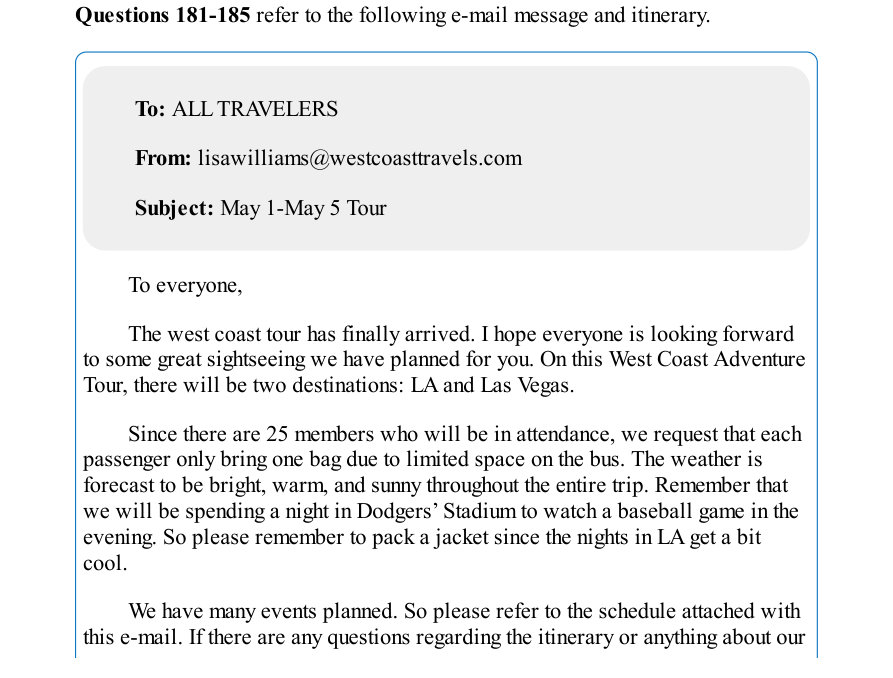 Questions 181-185 refer to the following e-mail message and itinerary.
To: ALL TRAVELERS
From: lisawilliams@westcoasttravels.com
Subject: May 1-May 5 Tour
To everyone,
The west coast tour has finally arrived. I hope everyone is looking forward
to some great sightseeing we have planned for you. On this West Coast Adventure
Tour, there will be two destinations: LA and Las Vegas.
Since there are 25 members who will be in attendance, we request that each
passenger only bring one bag due to limited space on the bus. The weather is
forecast to be bright, warm, and sunny throughout the entire trip. Remember that
we will be spending a night in Dodgers’ Stadium to watch a baseball game in the
evening. So please remember to pack a jacket since the nights in LA get a bit
cool.
We have many events planned. So please refer to the schedule attached with
this e-mail. If there are any questions regarding the itinerary or anything about our